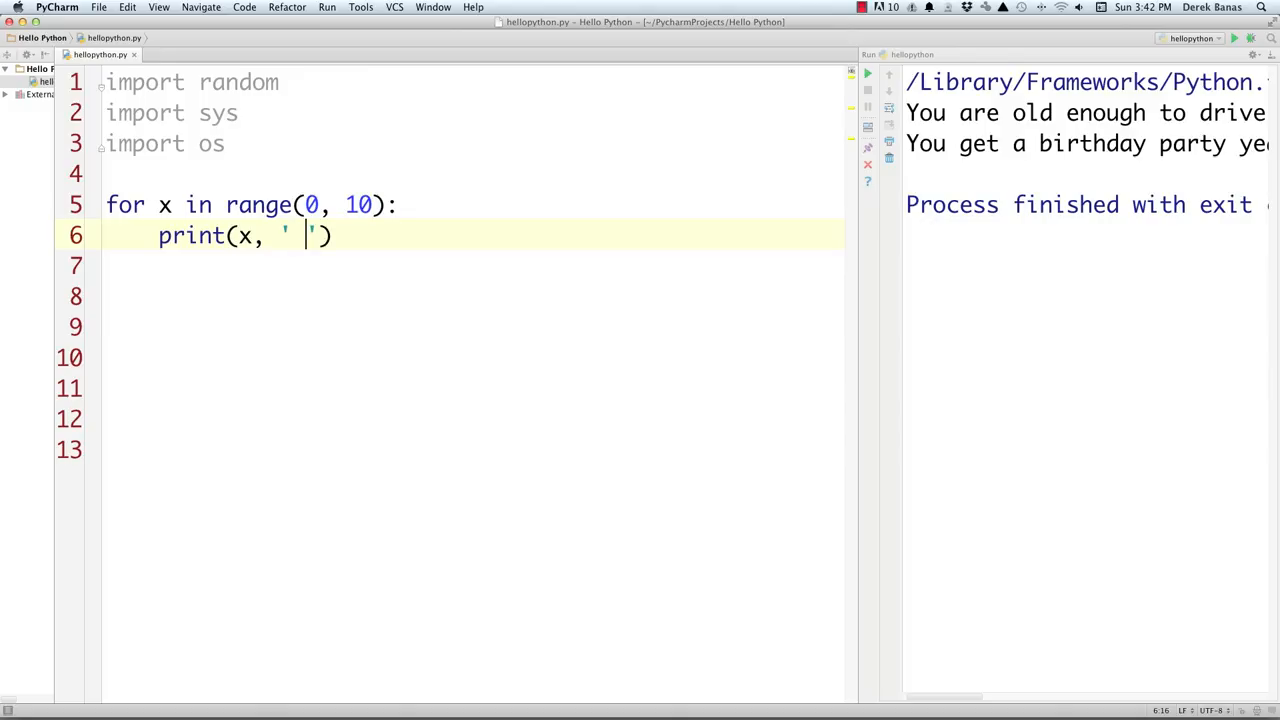 PyCharm File Edit View Navigate Code Refactor Run Tools VCS Window Help 10 Sun 3:42 PM Derek Banas
hellopython.py - Hello Python - [~/PycharmProjects/Hello Python]
Hello Python hellopython.py hellopython
hellopython.py Run hellopython
Hello P
hell
Externa
1 import random
2 import sys
3 import os
4
5 for x in range(0, 10):
6 print(x, ' ')
7
8
9
10
11
12
13
/Library/Frameworks/Python.
You are old enough to drive
You get a birthday party ye
Process finished with exit
6:16 LF UTF-8